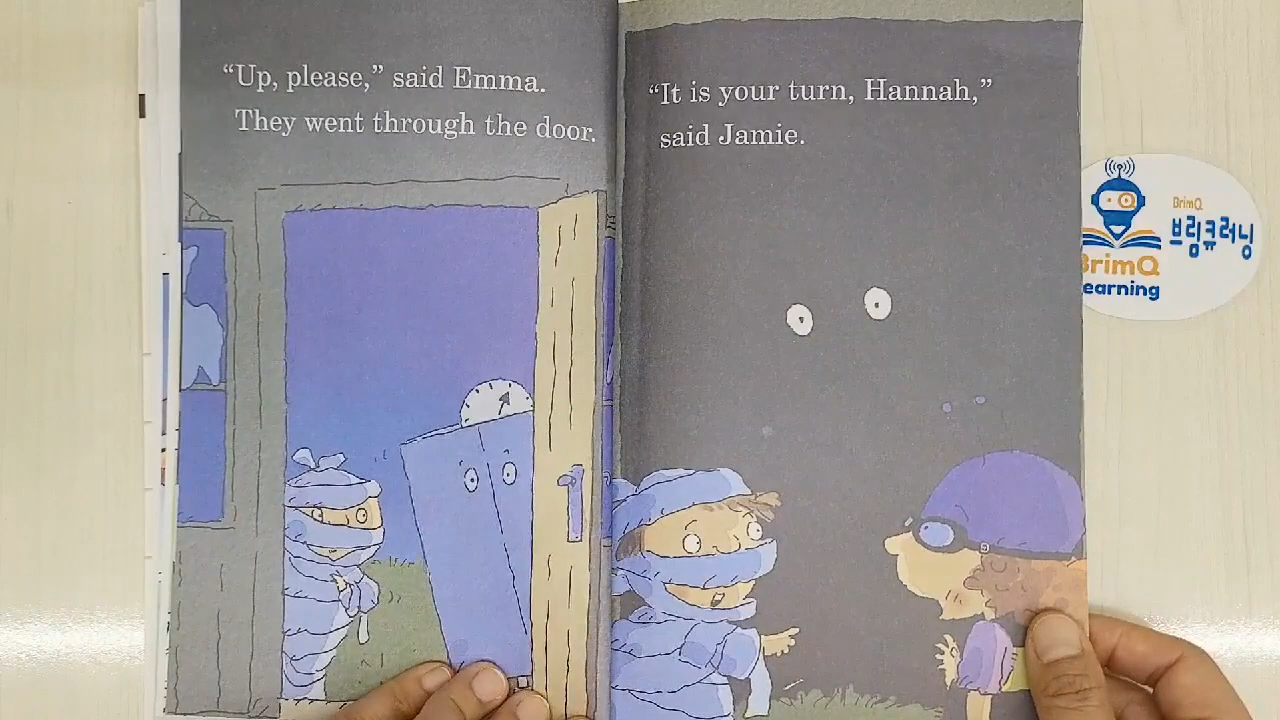 “Up, please,” said Emma.
They went through the door.
“It is your turn, Hannah,”
said Jamie.
BrimQ
브림큐러닝
BrimQ
earning